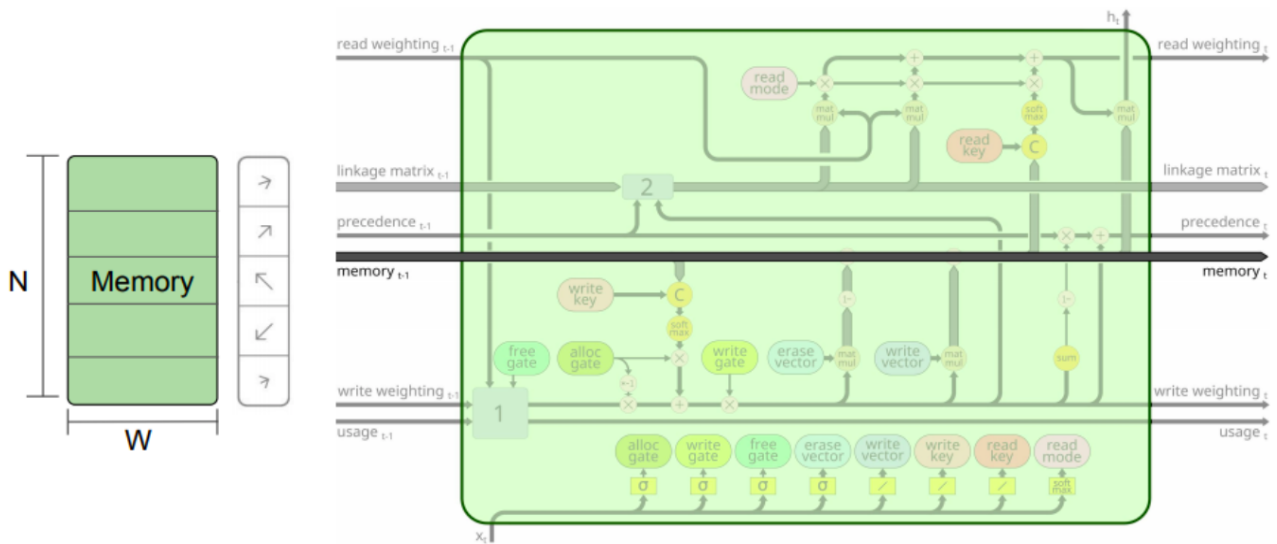 N
Memory
W
h t
read weighting t-1
read weighting t
read mode
×
×
×
+
+
mat mul
mat mul
soft max
mat mul
read key
C
linkage matrix t-1
2
linkage matrix t
precedence t-1
precedence t
×
+
memory t-1
memory t
write key
C
soft max
1-
1-
free gate
alloc gate
×
write gate
erase vector
mat mul
write vector
mat mul
sum
write weighting t-1
1
×
+
×
write weighting t
usage t-1
usage t
alloc gate
write gate
free gate
erase vector
write vector
write key
read key
read mode
σ
σ
σ
σ
/
/
/
soft max
x t